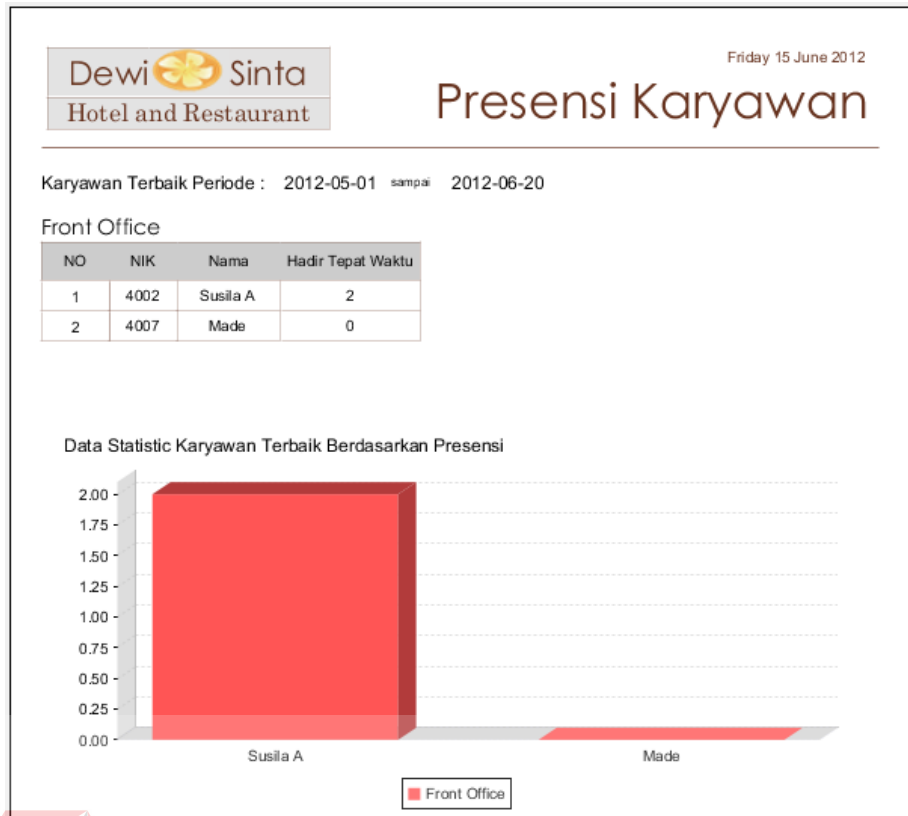 Dewi Sinta
Hotel and Restaurant
Friday 15 June 2012
Presensi Karyawan
Karyawan Terbaik Periode : 2012-05-01 sampai 2012-06-20
Front Office
NO NIK Nama Hadir Tepat Waktu
1 4002 Susila A 2
2 4007 Made 0
Data Statistic Karyawan Terbaik Berdasarkan Presensi
2.00
1.75
1.50
1.25
1.00
0.75
0.50
0.25
0.00
Susila A Made
Front Office